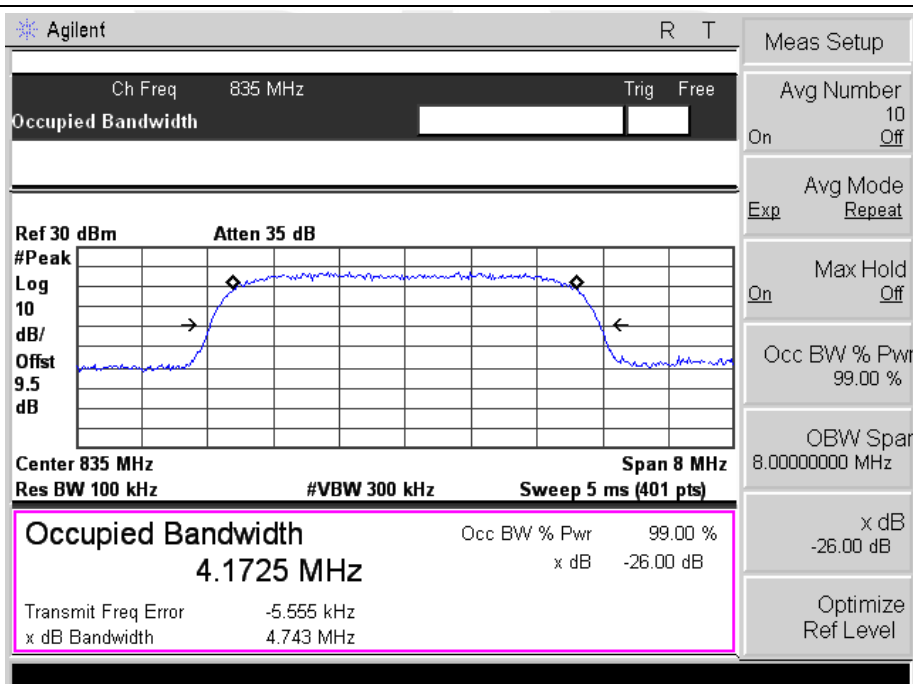 Agilent R T
Ch Freq 835 MHz Trig Free
Occupied Bandwidth
Ref 30 dBm Atten 35 dB
#Peak
Log
10
dB/
Offst
9.5
dB
Center 835 MHz Span 8 MHz
Res BW 100 kHz #VBW 300 kHz Sweep 5 ms (401 pts)
Occupied Bandwidth Occ BW % Pwr 99.00 %
4.1725 MHz x dB -26.00 dB
Transmit Freq Error -5.555 kHz
x dB Bandwidth 4.743 MHz
Meas Setup
Avg Number
10
On Off
Avg Mode
Exp Repeat
Max Hold
On Off
Occ BW % Pwr
99.00 %
OBW Span
8.00000000 MHz
x dB
-26.00 dB
Optimize
Ref Level